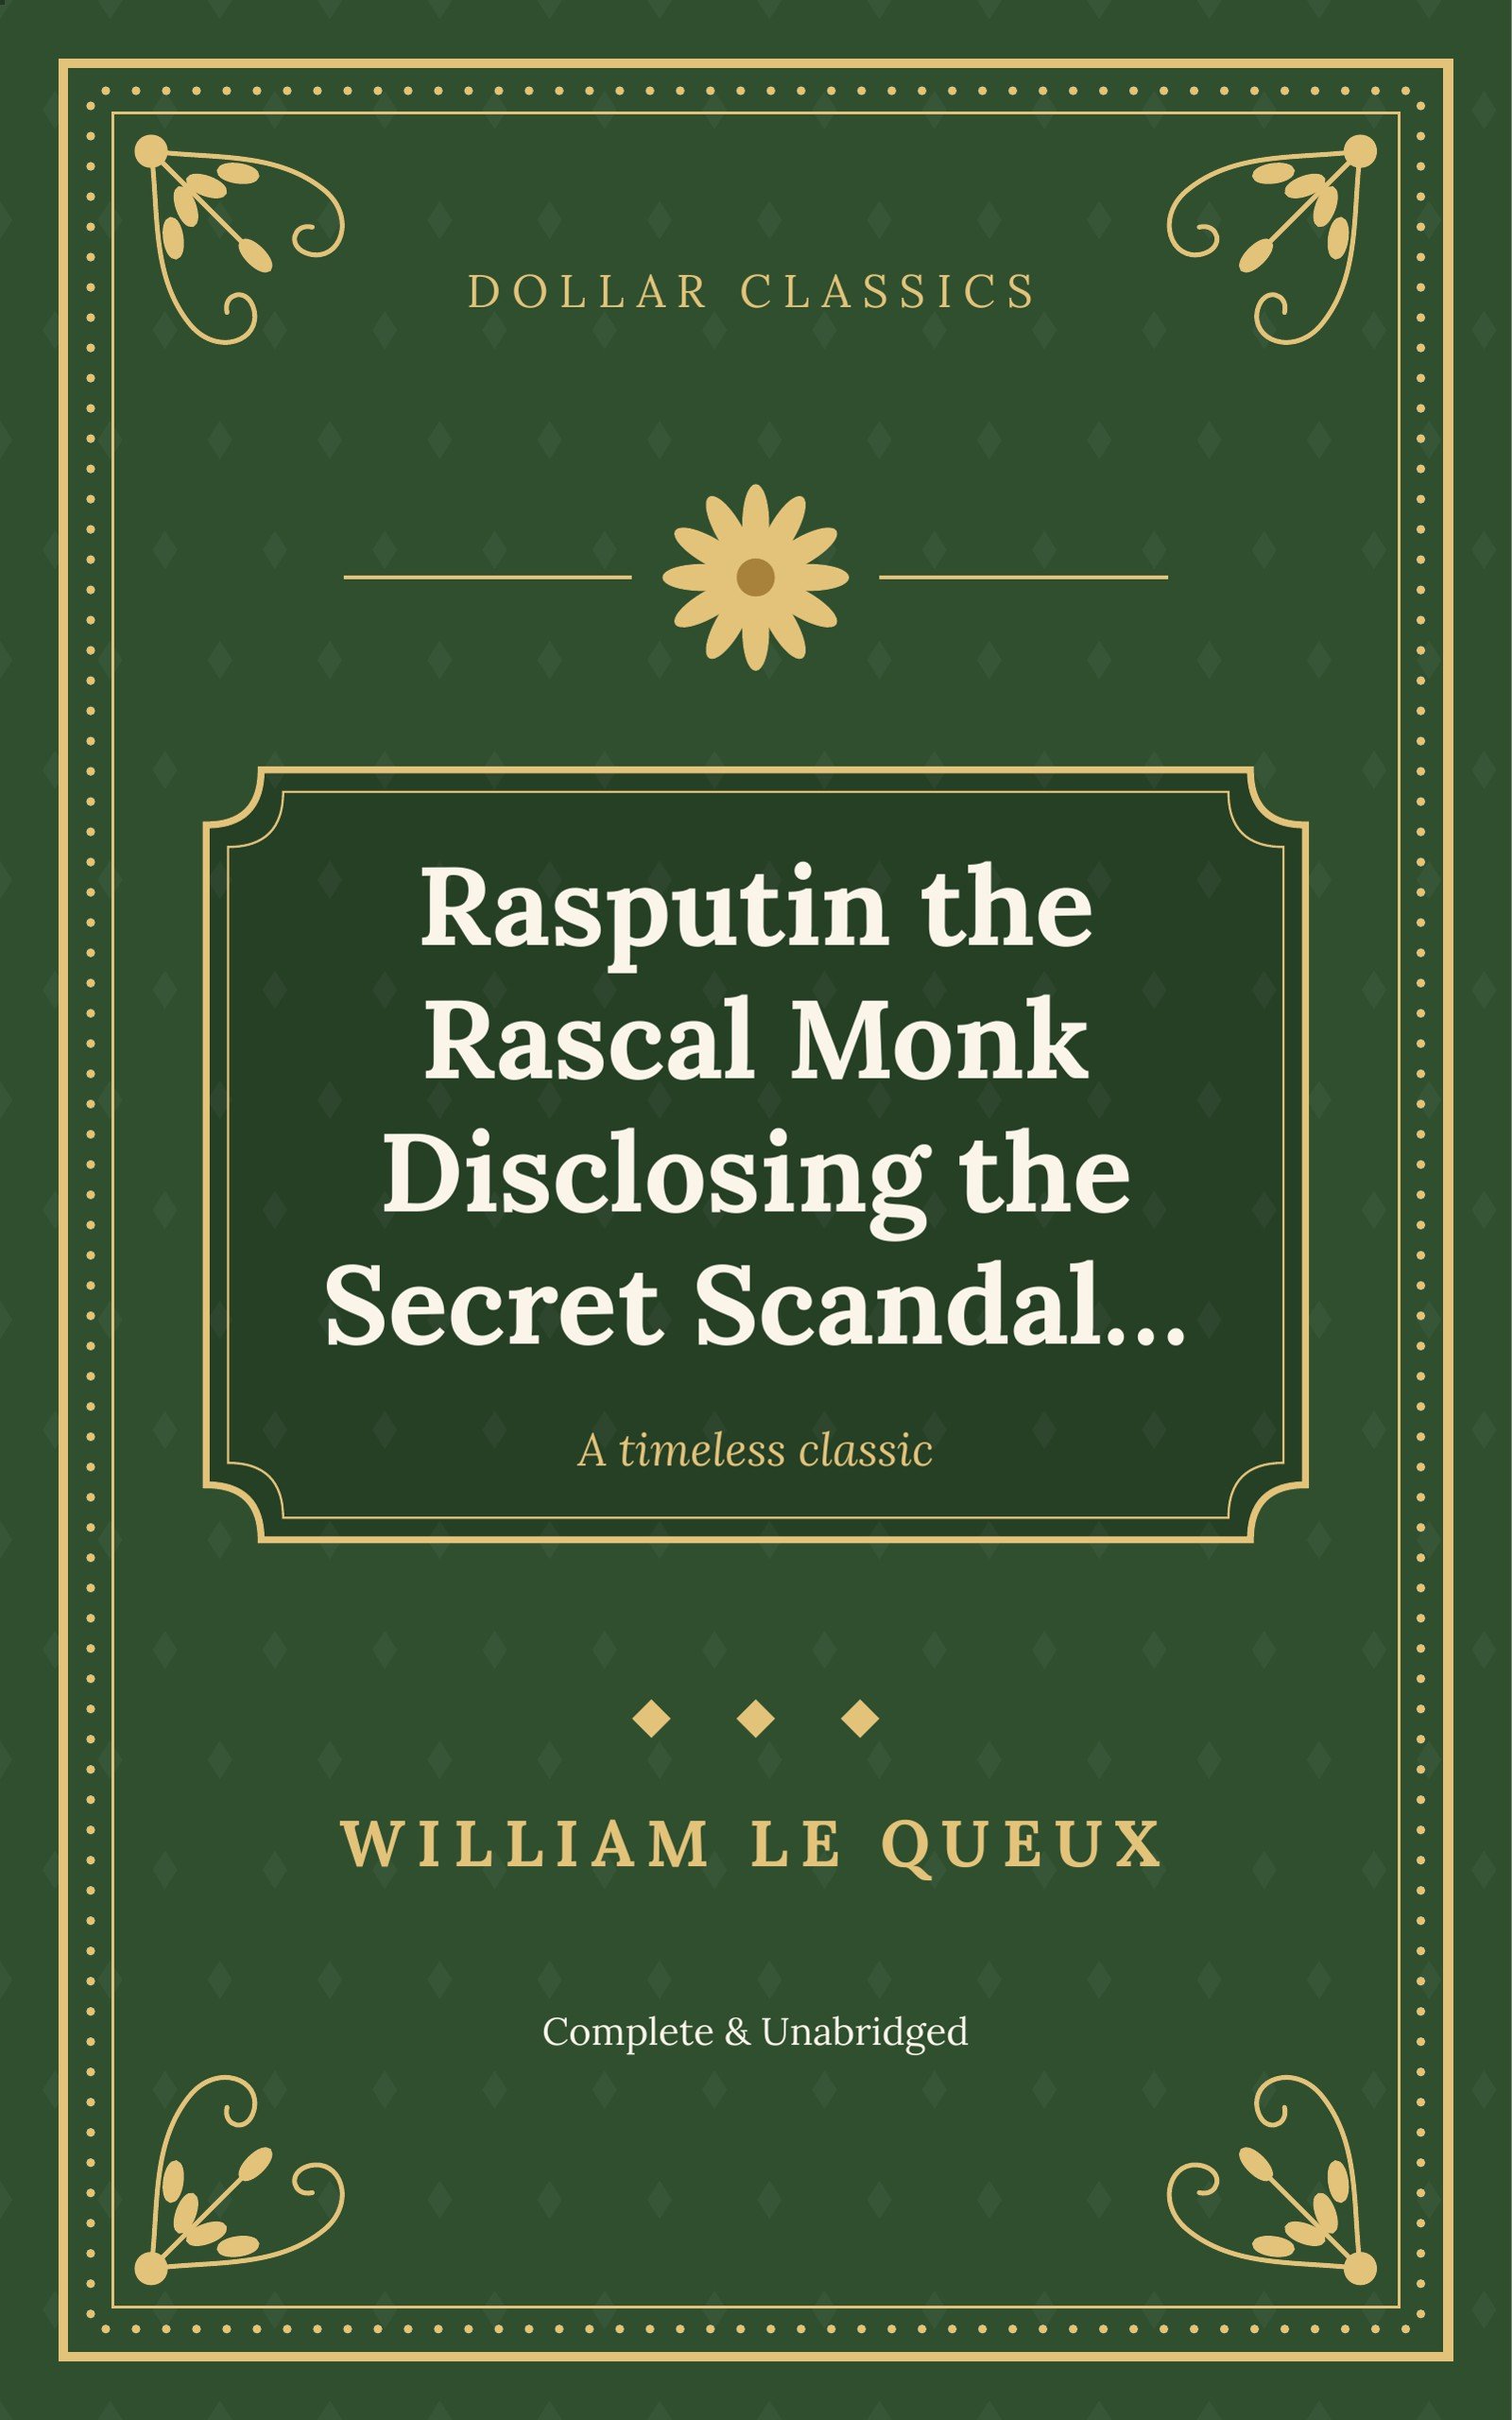 DOLLAR CLASSICS
Rasputin the
Rascal Monk
Disclosing the
Secret Scandal...
A timeless classic
WILLIAM LE QUEUX
Complete & Unabridged